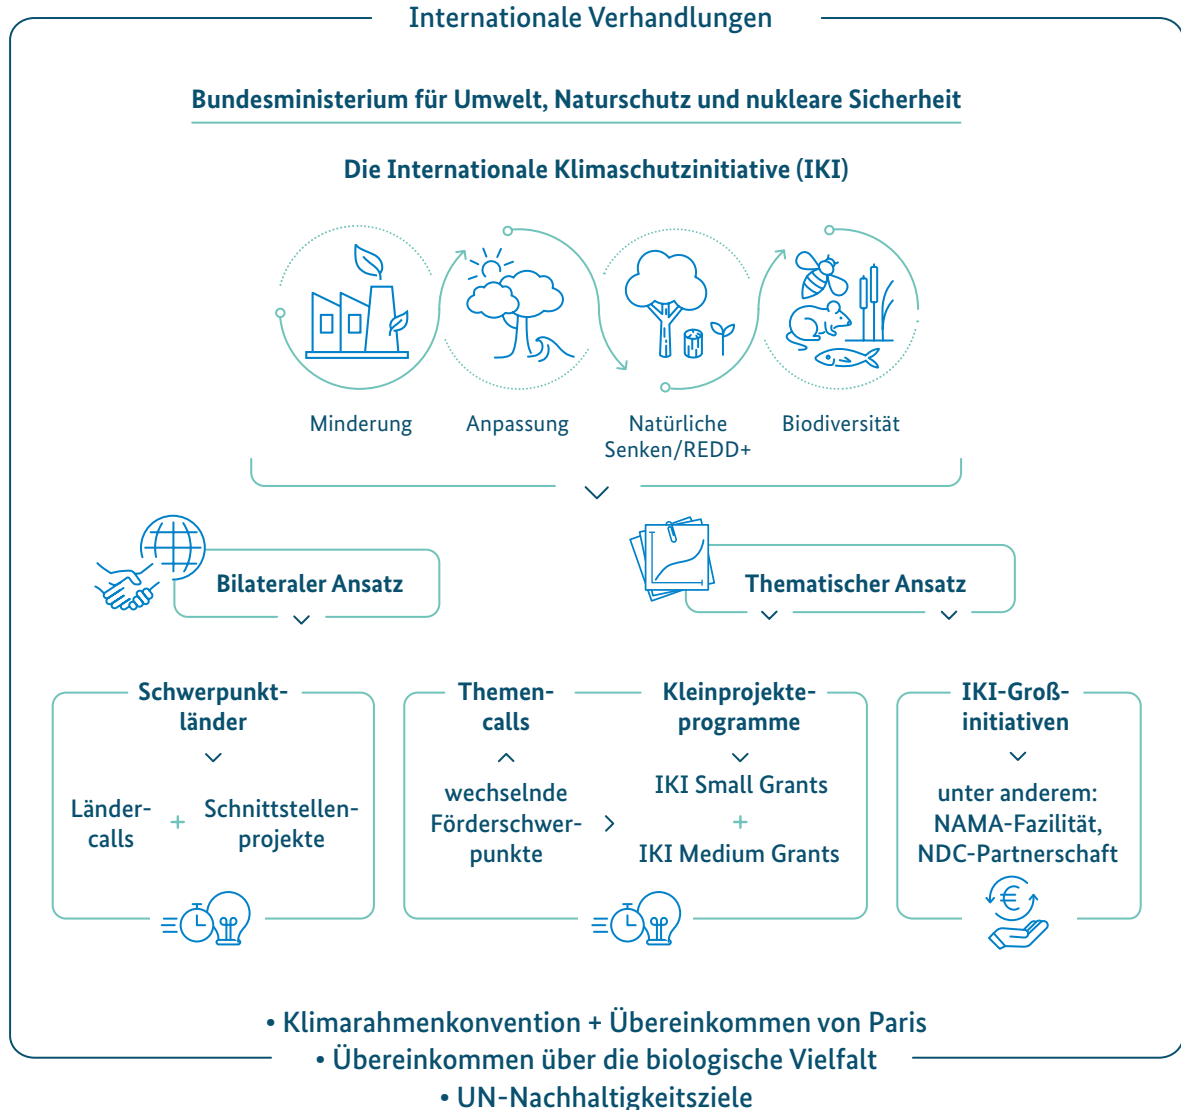 Internationale Verhandlungen
Bundesministerium für Umwelt, Naturschutz und nukleare Sicherheit
Die Internationale Klimaschutzinitiative (IKI)
Minderung
Anpassung
Natürliche
Senken/REDD+
Biodiversität
Bilateraler Ansatz
Thematischer Ansatz
Schwerpunkt-
länder
Länder-
calls
+
Schnittstellen-
projekte
Themen-
calls
wechselnde
Förderschwer-
punkte
Kleinprojekte-
programme
IKI Small Grants
+
IKI Medium Grants
IKI-Groß-
initiativen
unter anderem:
NAMA-Fazilität,
NDC-Partnerschaft
€
• Klimarahmenkonvention + Übereinkommen von Paris
• Übereinkommen über die biologische Vielfalt
• UN-Nachhaltigkeitsziele